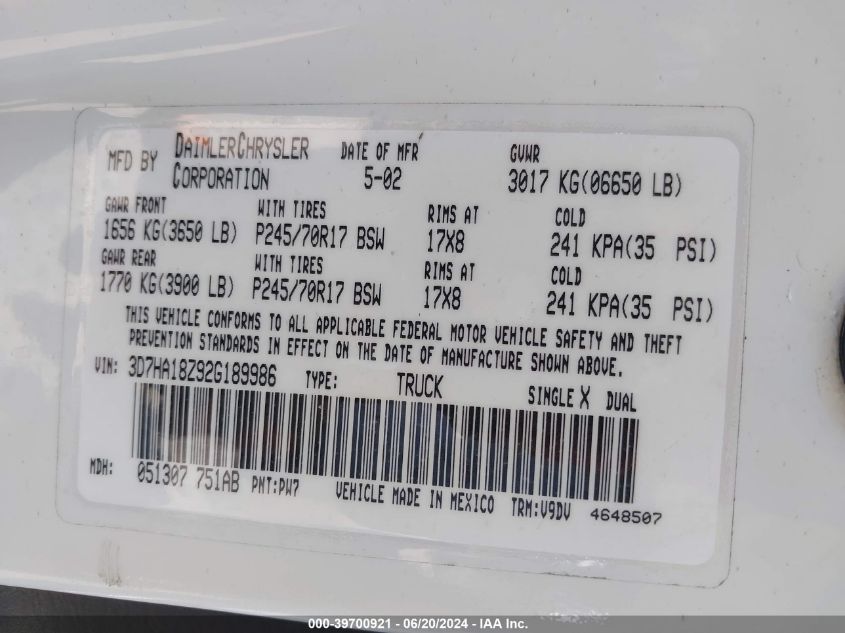 MFD BY DAIMLERCHRYSLER CORPORATION DATE OF MFR 5-02 GVWR 3017 KG(06650 LB)
GAWR FRONT WITH TIRES RIMS AT COLD
1656 KG(3650 LB) P245/70R17 BSW 17X8 241 KPA(35 PSI)
GAWR REAR WITH TIRES RIMS AT COLD
1770 KG(3900 LB) P245/70R17 BSW 17X8 241 KPA(35 PSI)
THIS VEHICLE CONFORMS TO ALL APPLICABLE FEDERAL MOTOR VEHICLE SAFETY AND THEFT
PREVENTION STANDARDS IN EFFECT ON THE DATE OF MANUFACTURE SHOWN ABOVE.
VIN: 3D7HA18Z92G189986 TYPE: TRUCK SINGLE X DUAL
MDH: 051307 751AB PNT:PW7 VEHICLE MADE IN MEXICO TRM:V9DV 4648507
000-39700921 - 06/20/2024 - IAA Inc.